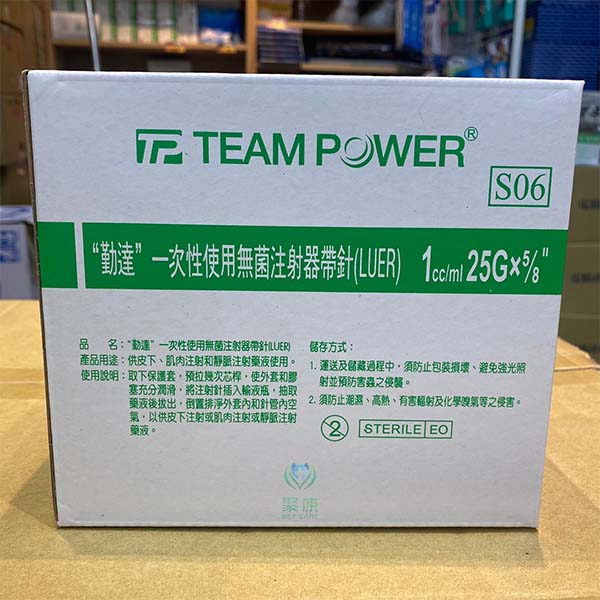 TP TEAM POWER®
S06
“勤達” 一次性使用無菌注射器帶針(LUER) 1cc/ml 25G×5/8"
品 名：“勤達”一次性使用無菌注射器帶針(LUER)
產品用途：供皮下、肌肉注射和靜脈注射藥液使用。
使用說明：取下保護套，預拉幾次芯桿，使外套和膠
塞充分潤滑，將注射針插入輸液瓶，抽取
藥液後拔出，倒置排淨外套內和針管內空
氣，以供皮下注射或肌肉注射或靜脈注射
藥液。
儲存方式：
1. 運送及儲藏過程中，須防止包裝損壞、避免強光照
射並預防害蟲之侵襲。
2. 須防止潮濕、高熱、有害輻射及化學嗅氣等之侵害。
2 STERILE EO
聚康
PET CARE